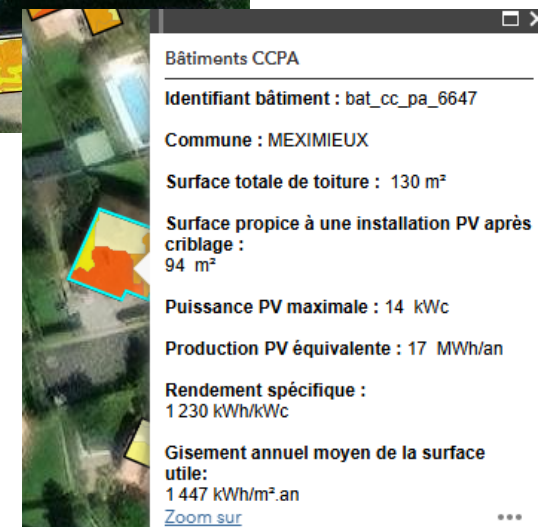 Bâtiments CCPA
Identifiant bâtiment : bat_cc_pa_6647
Commune : MEXIMIEUX
Surface totale de toiture : 130 m²
Surface propice à une installation PV après
criblage :
94 m²
Puissance PV maximale : 14 kWc
Production PV équivalente : 17 MWh/an
Rendement spécifique :
1 230 kWh/kWc
Gisement annuel moyen de la surface
utile:
1 447 kWh/m².an
Zoom sur